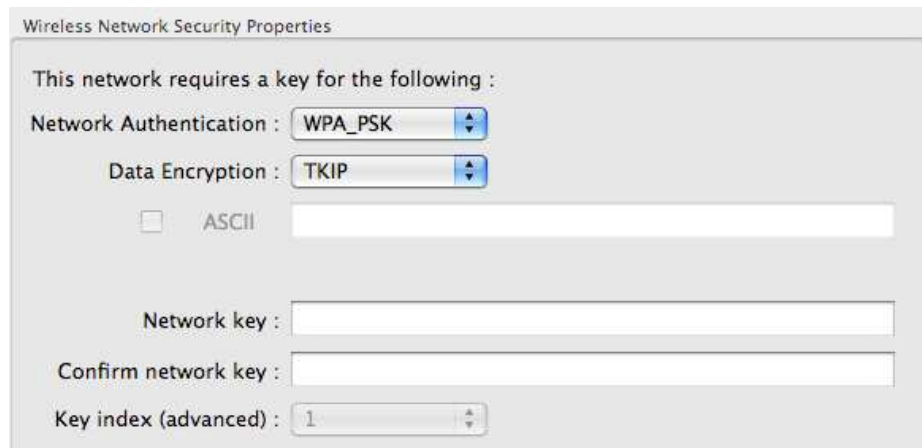 Wireless Network Security Properties
This network requires a key for the following :
Network Authentication : WPA_PSK
Data Encryption : TKIP
ASCII
Network key :
Confirm network key :
Key index (advanced) : 1